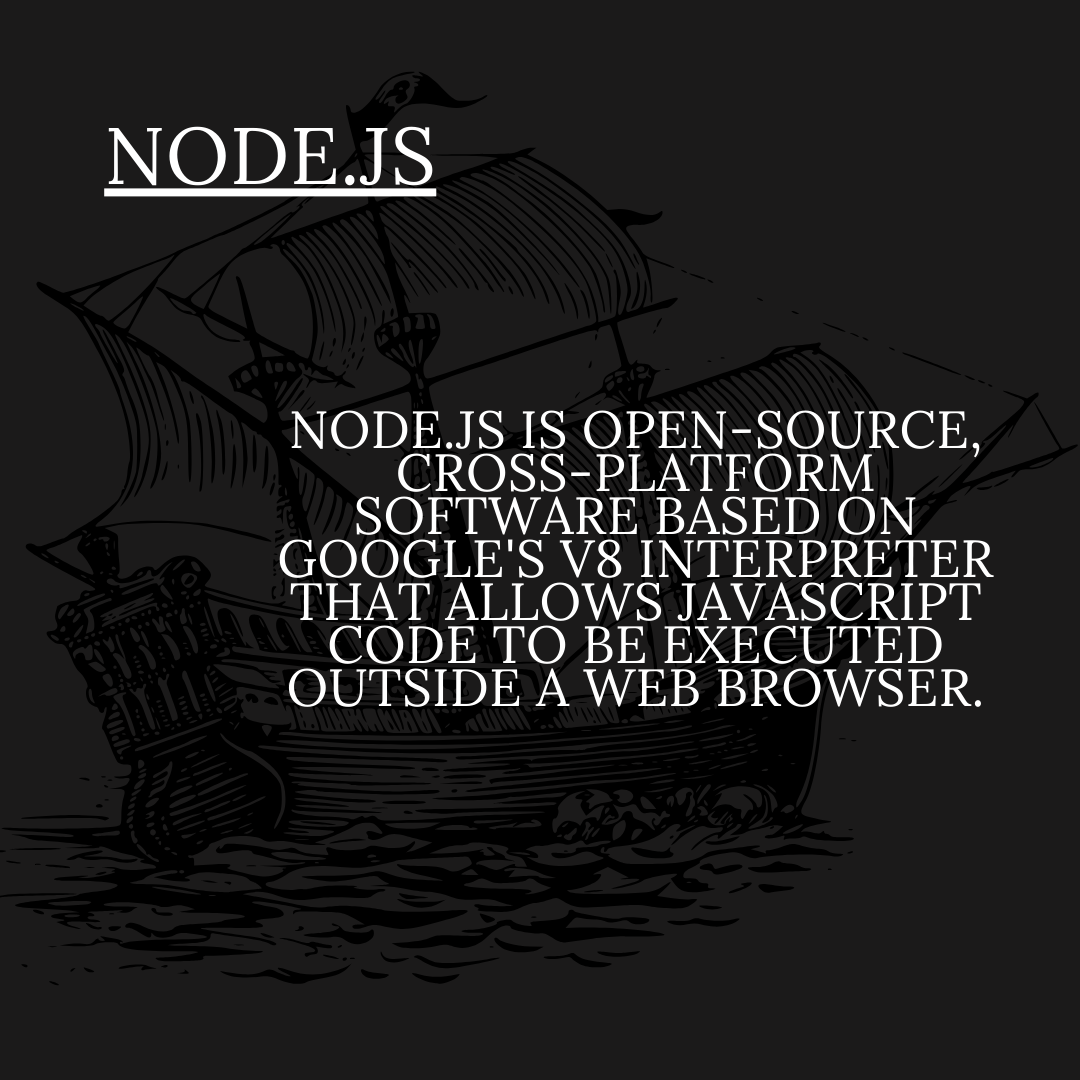 NODE.JS
NODE.JS IS OPEN-SOURCE,
CROSS-PLATFORM
SOFTWARE BASED ON
GOOGLE'S V8 INTERPRETER
THAT ALLOWS JAVASCRIPT
CODE TO BE EXECUTED
OUTSIDE A WEB BROWSER.